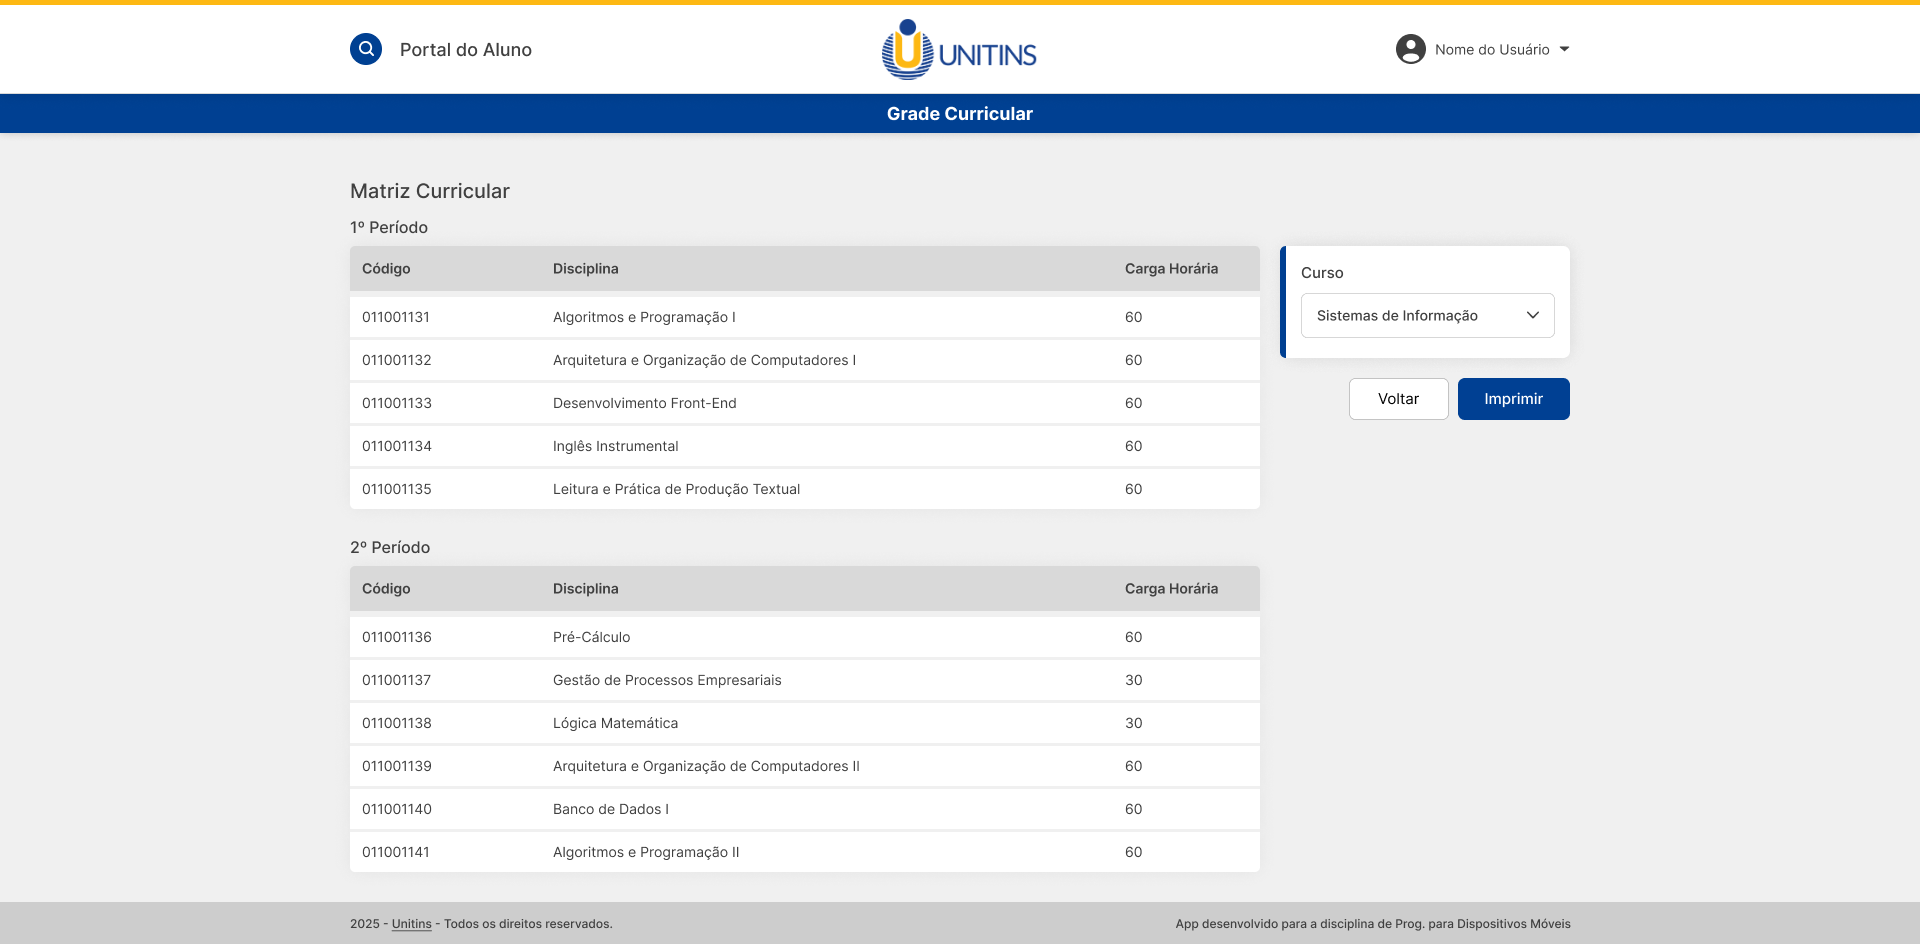 Portal do Aluno
UNITINS
Nome do Usuário
Grade Curricular
Matriz Curricular
1º Período
Código Disciplina Carga Horária
011001131 Algoritmos e Programação I 60
011001132 Arquitetura e Organização de Computadores I 60
011001133 Desenvolvimento Front-End 60
011001134 Inglês Instrumental 60
011001135 Leitura e Prática de Produção Textual 60
Curso
Sistemas de Informação
Voltar Imprimir
2º Período
Código Disciplina Carga Horária
011001136 Pré-Cálculo 60
011001137 Gestão de Processos Empresariais 30
011001138 Lógica Matemática 30
011001139 Arquitetura e Organização de Computadores II 60
011001140 Banco de Dados I 60
011001141 Algoritmos e Programação II 60
2025 - Unitins - Todos os direitos reservados.
App desenvolvido para a disciplina de Prog. para Dispositivos Móveis